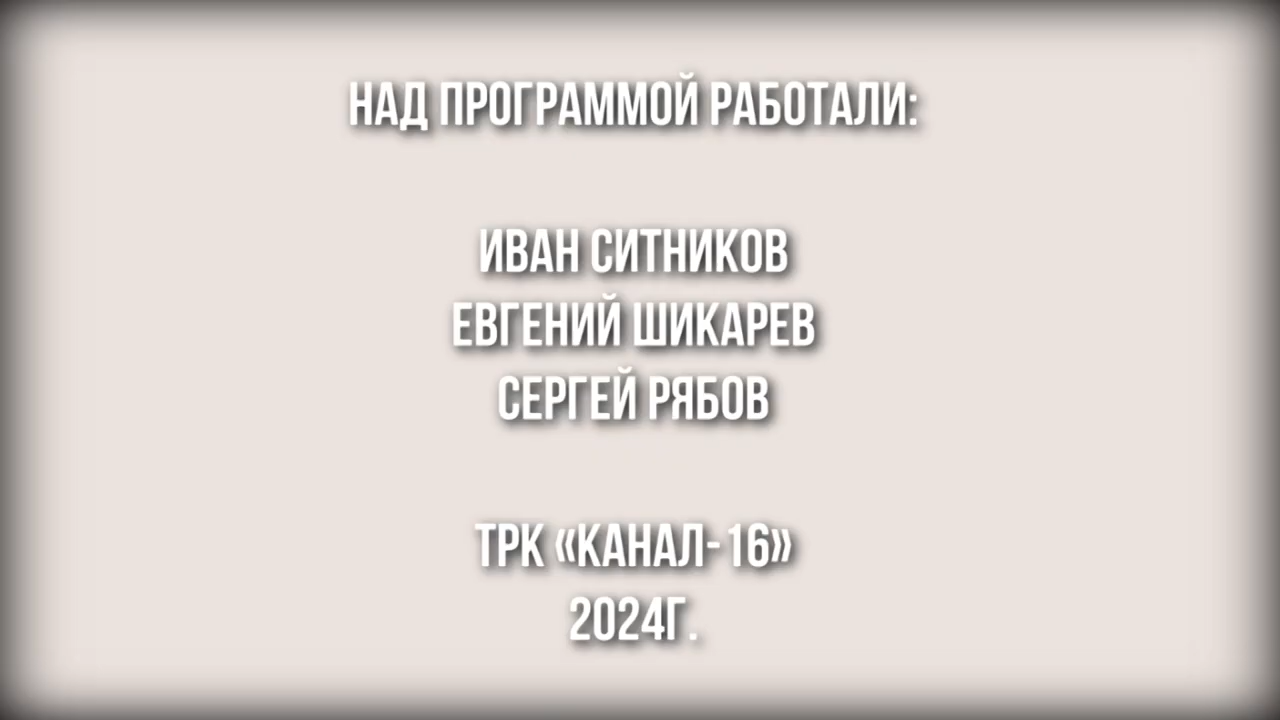 НАД ПРОГРАММОЙ РАБОТАЛИ:
ИВАН СИТНИКОВ
ЕВГЕНИЙ ШИКАРЕВ
СЕРГЕЙ РЯБОВ
ТРК «КАНАЛ-16»
2024Г.